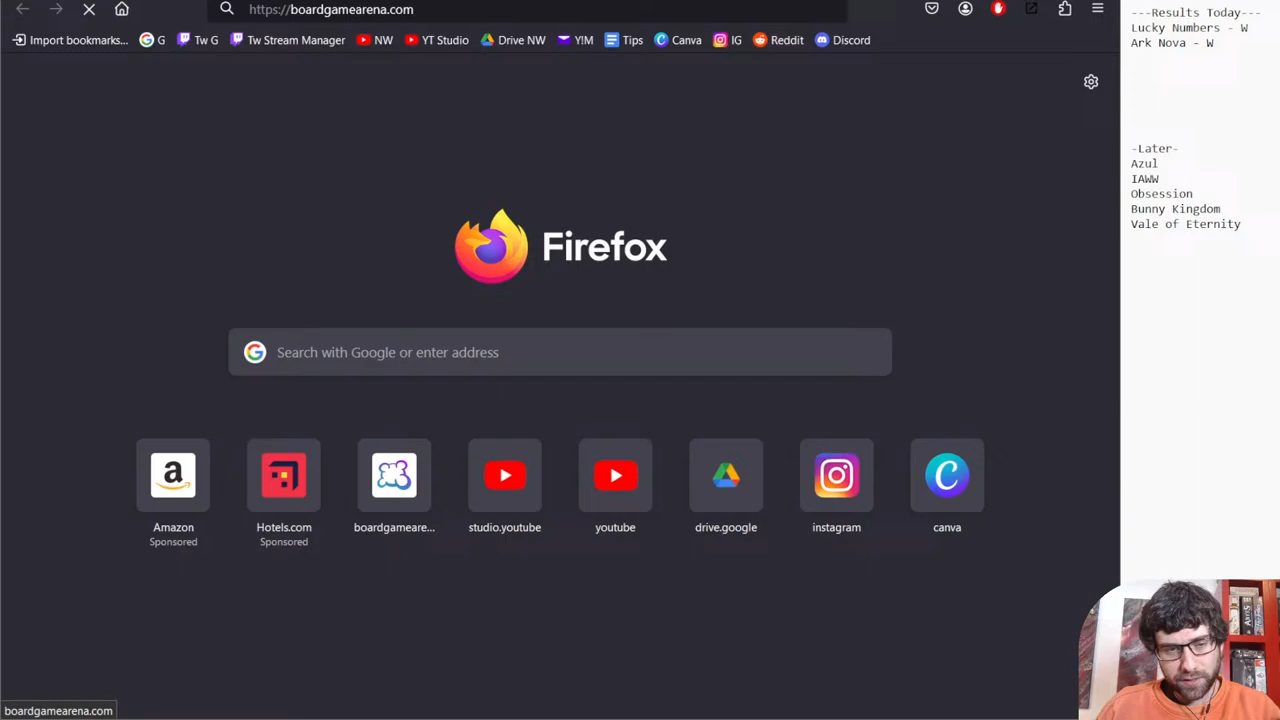 https://boardgamearena.com
Import bookmarks... G Tw G Tw Stream Manager NW YT Studio Drive NW Y!M Tips Canva IG Reddit Discord
Firefox
Search with Google or enter address
Amazon
Sponsored
Hotels.com
Sponsored
boardgameare...
studio.youtube
youtube
drive.google
instagram
canva
boardgamearena.com
---Results Today---
Lucky Numbers - W
Ark Nova - W
-Later-
Azul
IAWW
Obsession
Bunny Kingdom
Vale of Eternity